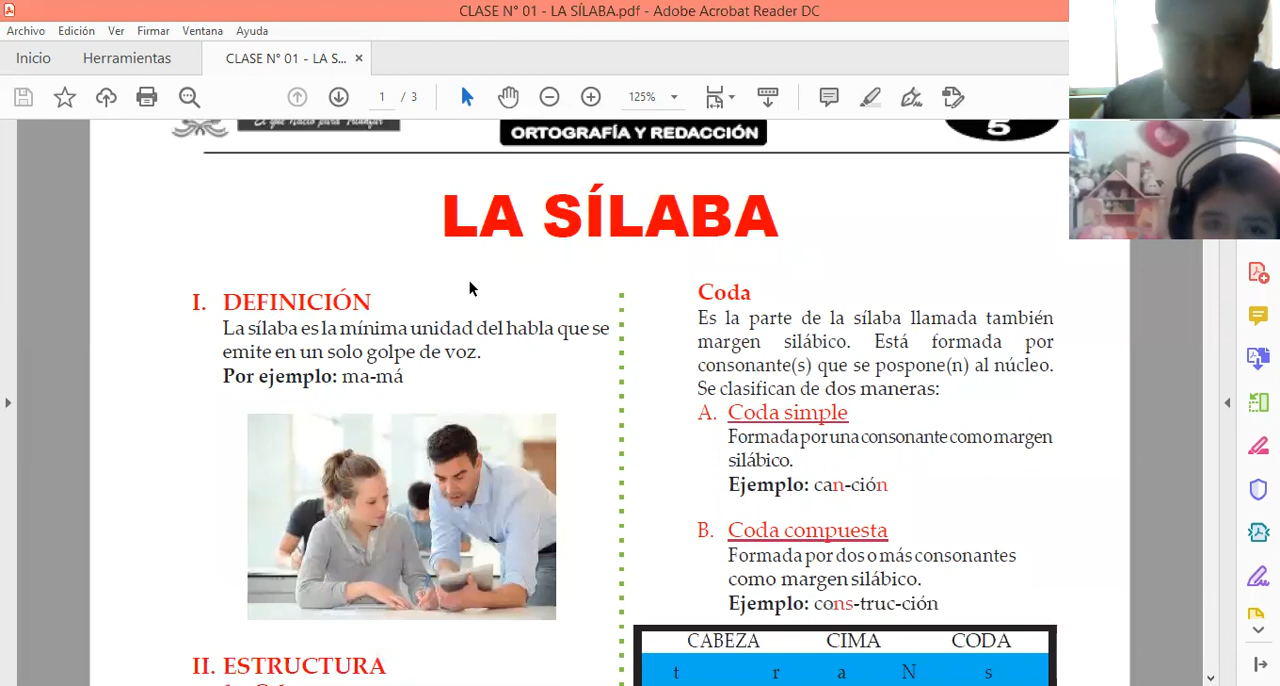 CLASE N° 01 - LA SÍLABA.pdf - Adobe Acrobat Reader DC
Archivo Edición Ver Firmar Ventana Ayuda
Inicio Herramientas CLASE N° 01 - LA S... ×
1 / 3 125%
El que Nació para Triunfar
ORTOGRAFÍA Y REDACCIÓN
5
LA SÍLABA
I. DEFINICIÓN
La sílaba es la mínima unidad del habla que se
emite en un solo golpe de voz.
Por ejemplo: ma-má
II. ESTRUCTURA
Coda
Es la parte de la sílaba llamada también
margen silábico. Está formada por
consonante(s) que se pospone(n) al núcleo.
Se clasifican de dos maneras:
A. Coda simple
Formada por una consonante como margen
silábico.
Ejemplo: can-ción
B. Coda compuesta
Formada por dos o más consonantes
como margen silábico.
Ejemplo: cons-truc-ción
CABEZA CIMA CODA
t r a N s